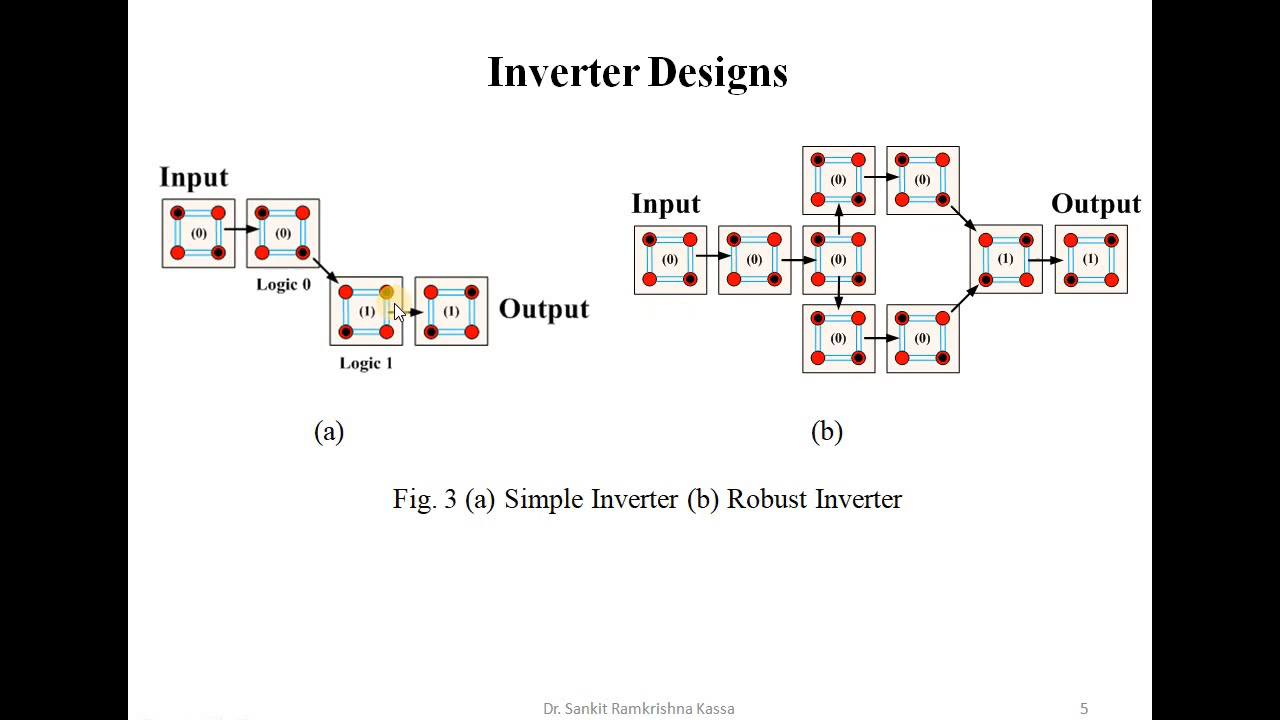 Inverter Designs
Input
(0) (0)
Logic 0
(1) (1)
Output
Logic 1
(a)
(0) (0)
Input
Output
(0) (0) (0) (1) (1)
(0) (0)
(b)
Fig. 3 (a) Simple Inverter (b) Robust Inverter
Dr. Sankit Ramkrishna Kassa
5